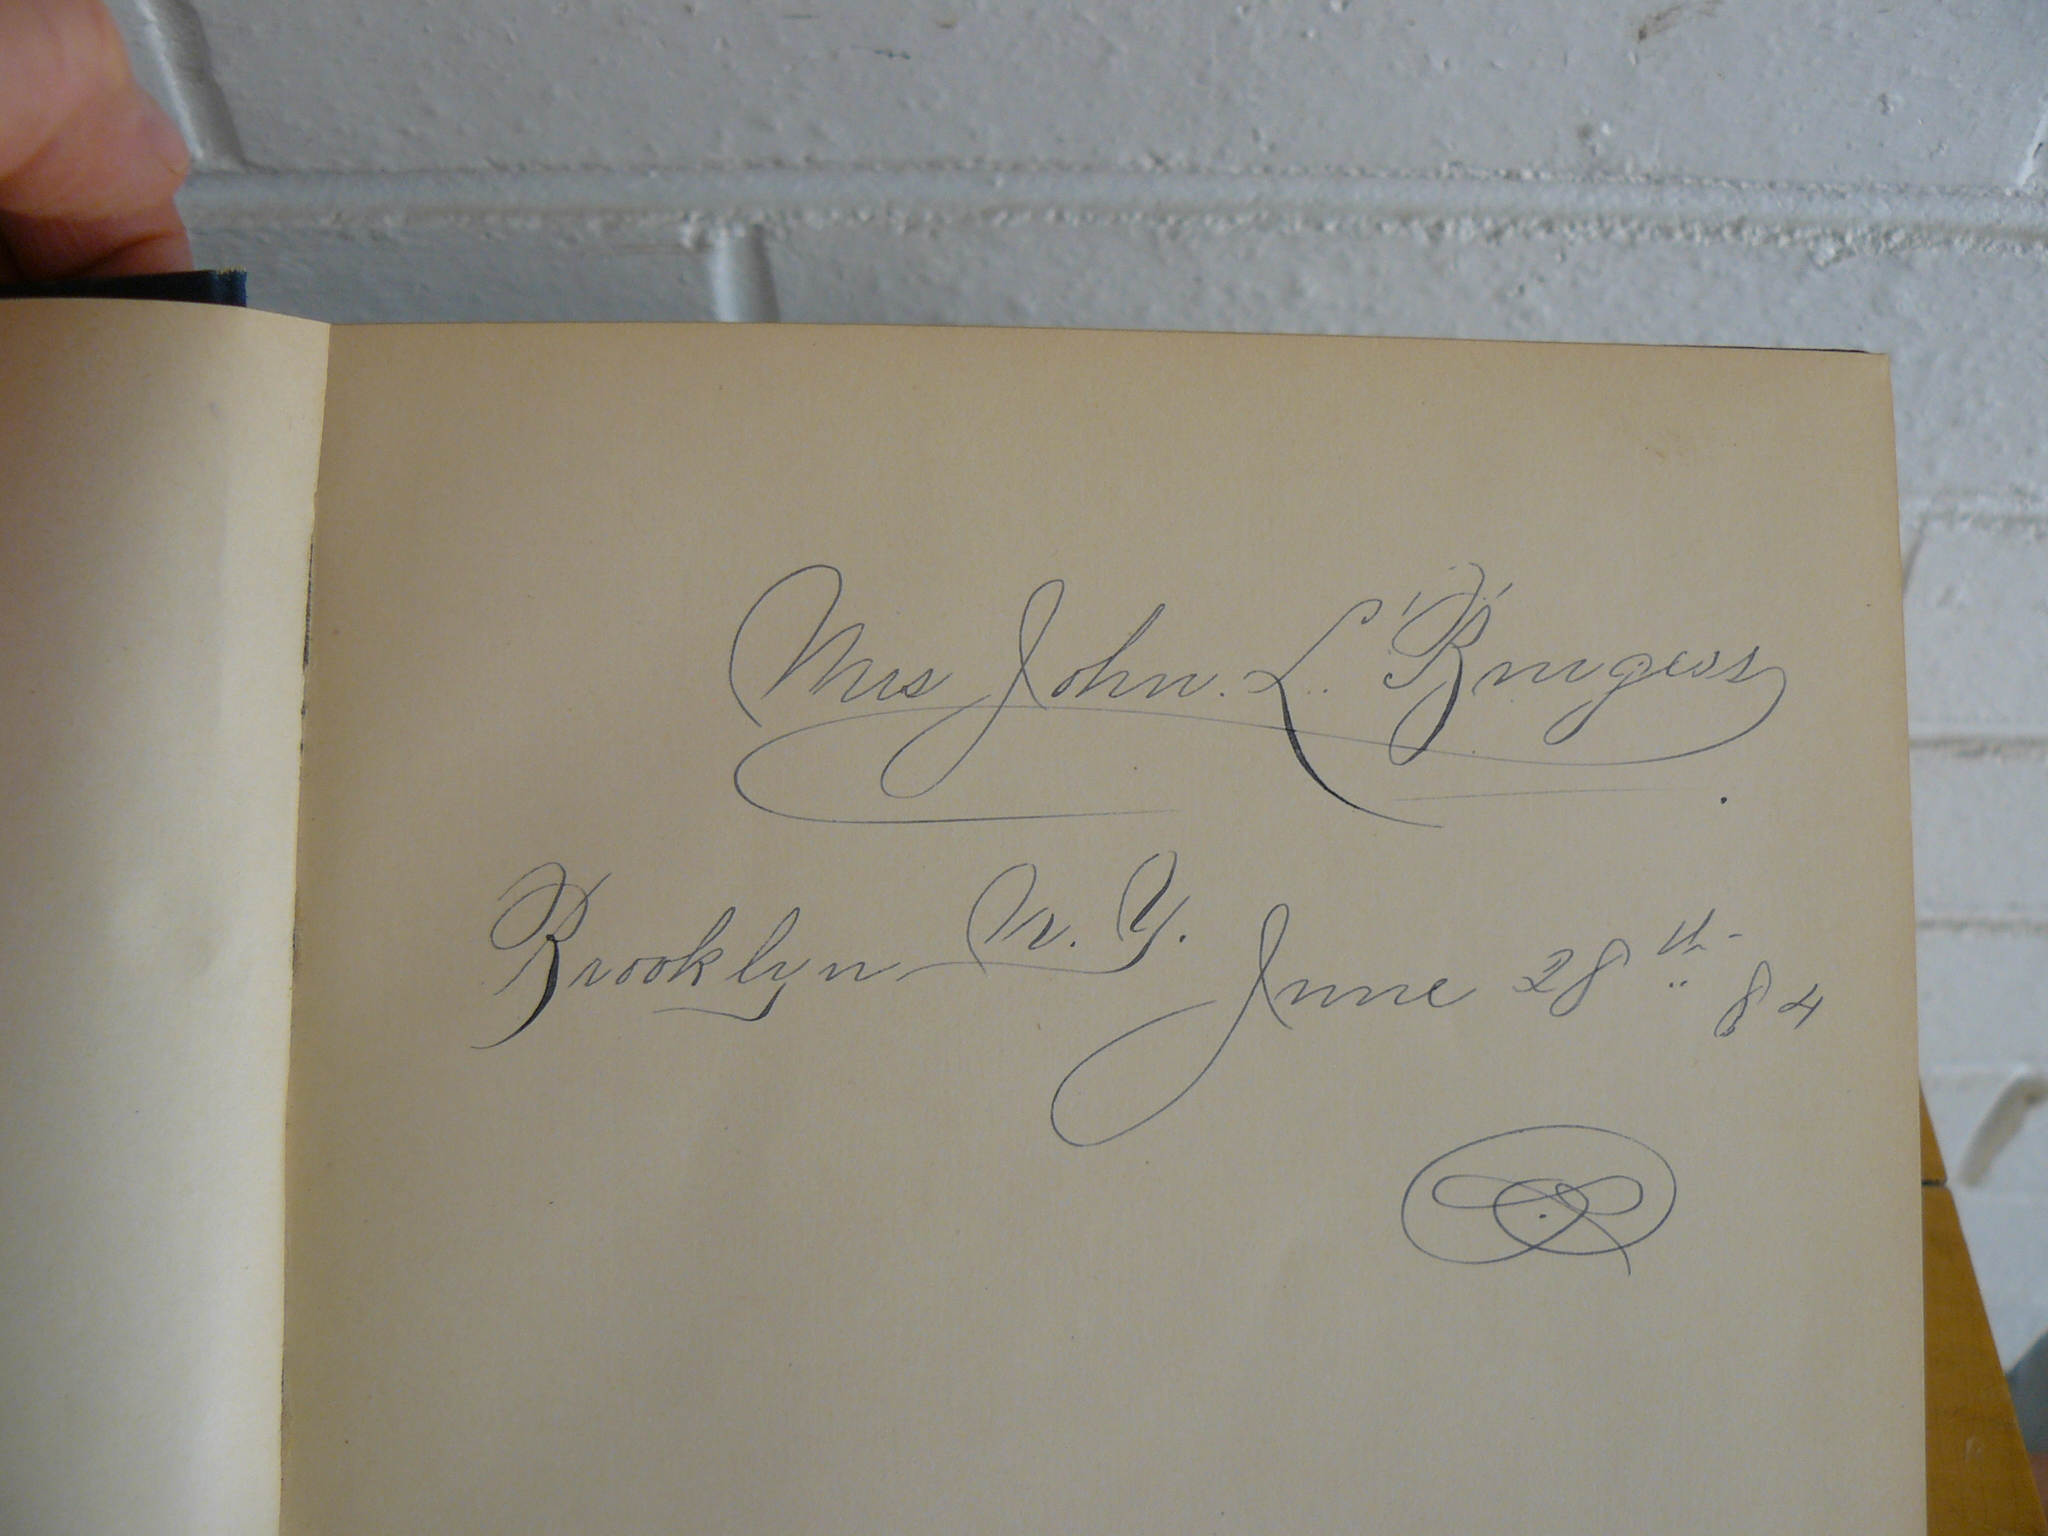 Mrs John. L. Burgess
Brooklyn N. Y. June 28th 84